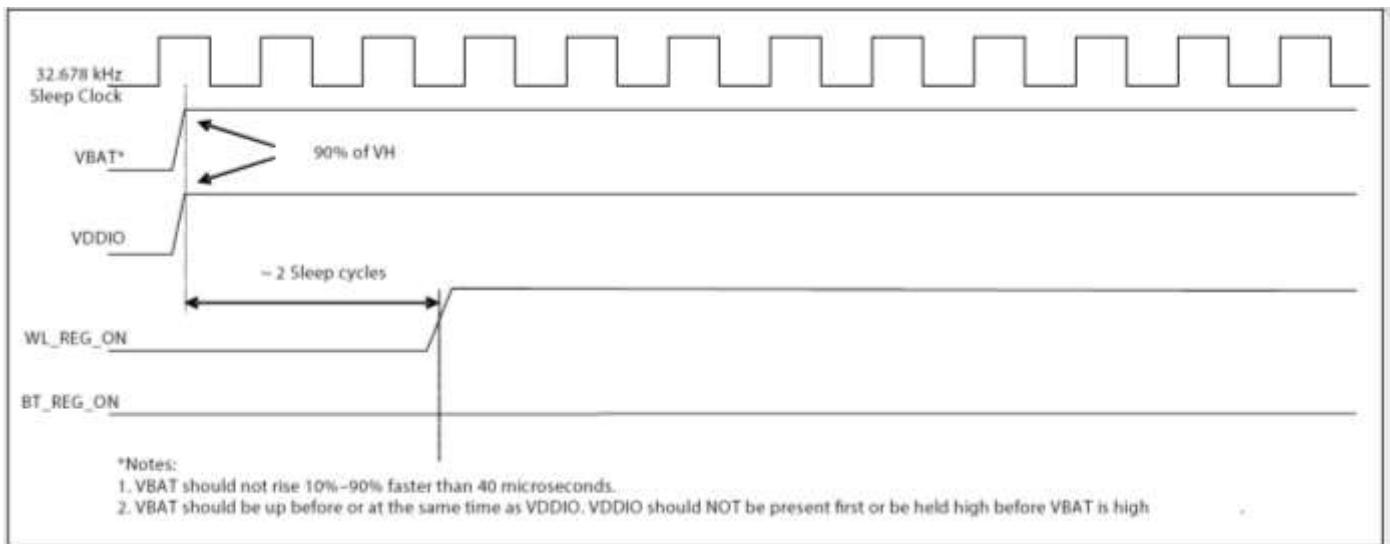 32.678 kHz
Sleep Clock
VBAT*
90% of VH
VDDIO
~ 2 Sleep cycles
WL_REG_ON
BT_REG_ON
*Notes:
1. VBAT should not rise 10%–90% faster than 40 microseconds.
2. VBAT should be up before or at the same time as VDDIO. VDDIO should NOT be present first or be held high before VBAT is high .